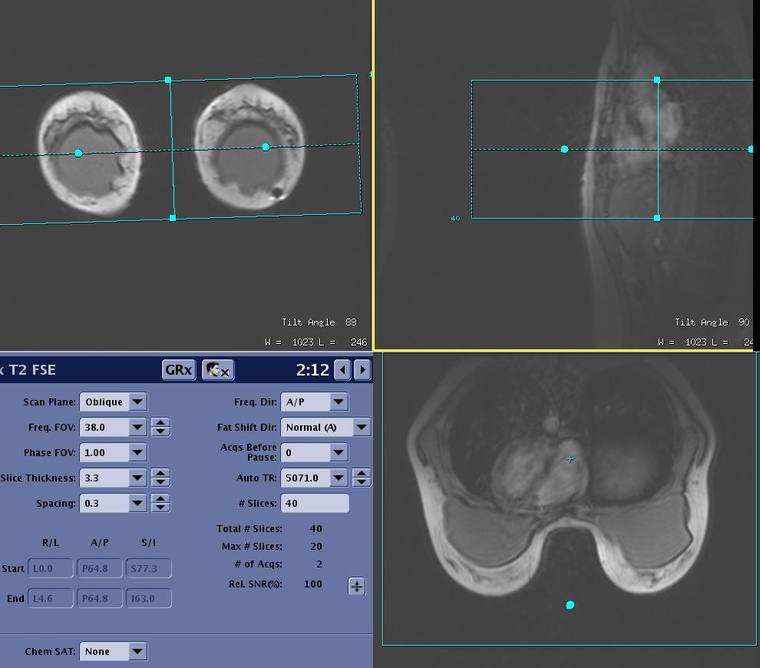 Tilt Angle 88
W = 1023 L = 246
40
Tilt Angle 90
W = 1023 L = 24
x T2 FSE
GRx
x
2:12
Scan Plane: Oblique
Freq. Dir: A/P
Freq. FOV: 38.0
Fat Shift Dir: Normal (A)
Phase FOV: 1.00
Acqs Before Pause: 0
Slice Thickness: 3.3
Auto TR: 5071.0
Spacing: 0.3
# Slices: 40
Total # Slices: 40
Max # Slices: 20
# of Acqs: 2
Rel. SNR(%): 100
R/L A/P S/I
Start L0.0 P64.8 S77.3
End L4.6 P64.8 I63.0
Chem SAT: None